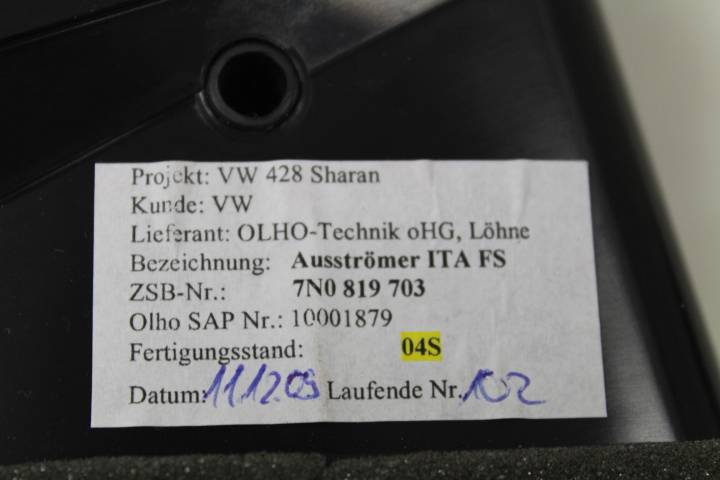 Projekt: VW 428 Sharan
Kunde: VW
Lieferant: OLHO-Technik oHG, Löhne
Bezeichnung: Ausströmer ITA FS
ZSB-Nr.: 7N0 819 703
Olho SAP Nr.: 10001879
Fertigungsstand: 04S
Datum: 11.12.09 Laufende Nr. 102